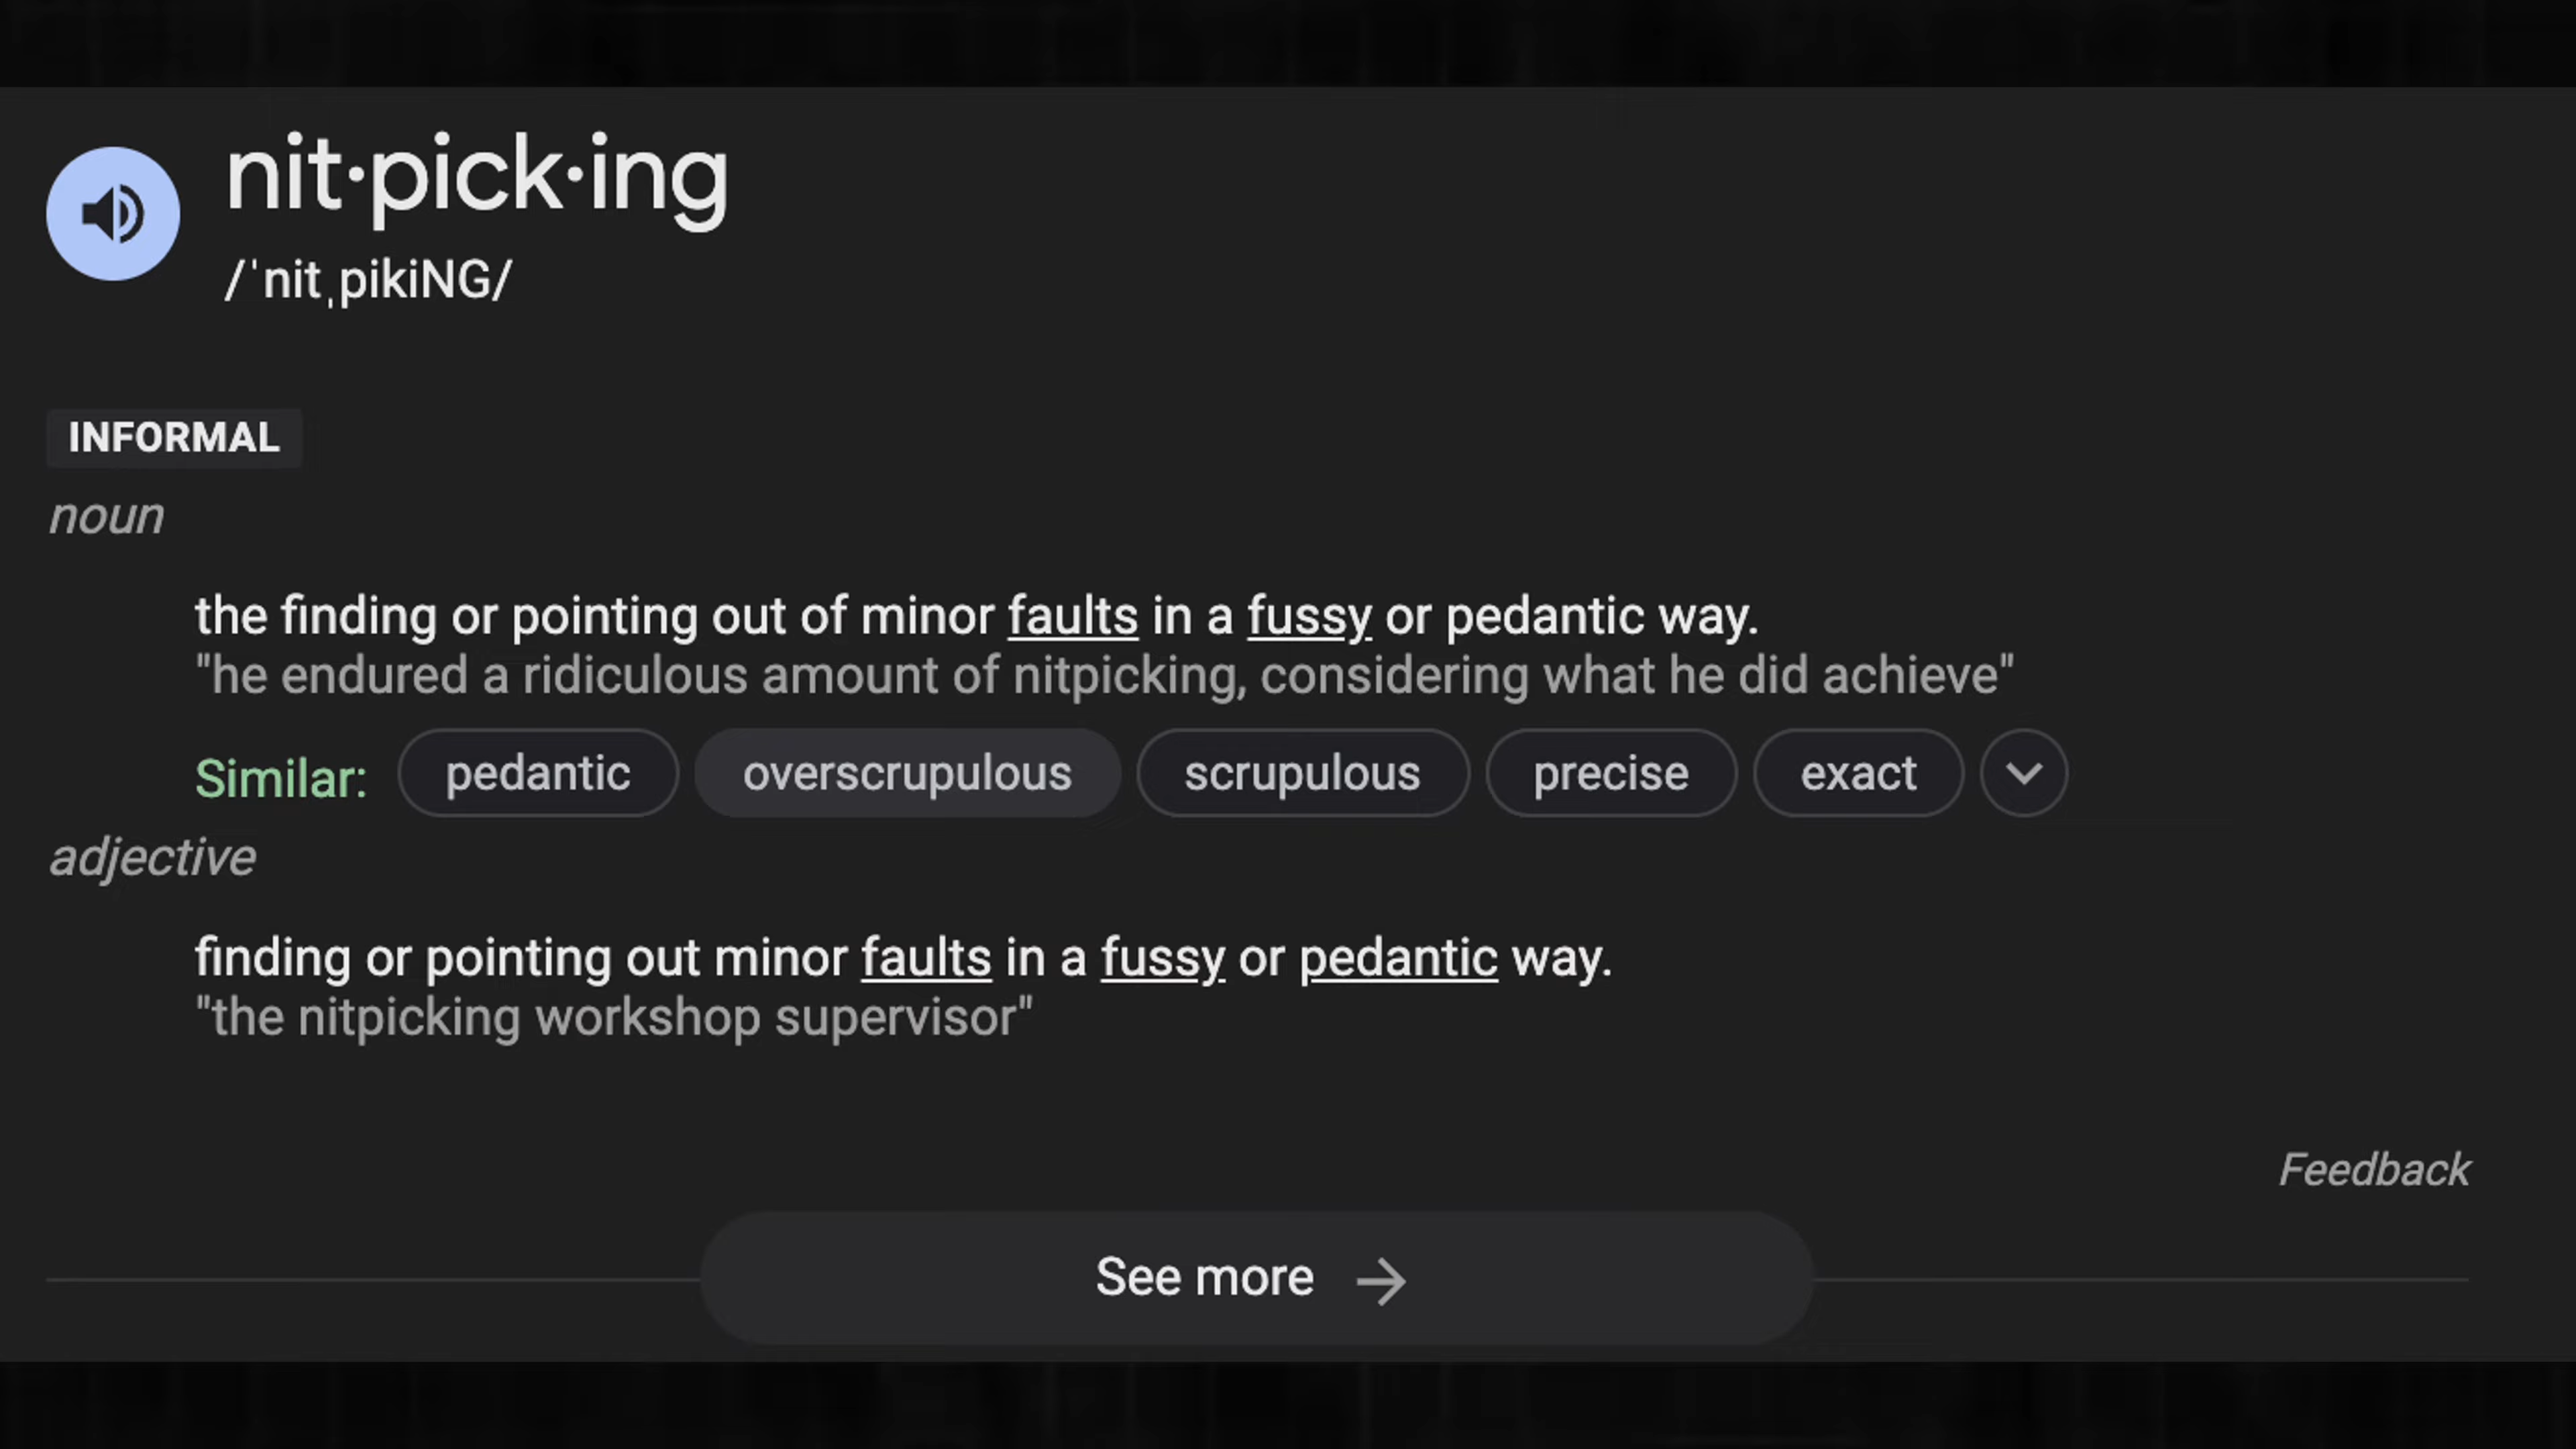 nit·pick·ing
/ˈnitˌpikiNG/
INFORMAL
noun
the finding or pointing out of minor faults in a fussy or pedantic way.
"he endured a ridiculous amount of nitpicking, considering what he did achieve"
Similar: pedantic overscrupulous scrupulous precise exact
adjective
finding or pointing out minor faults in a fussy or pedantic way.
"the nitpicking workshop supervisor"
Feedback
See more →